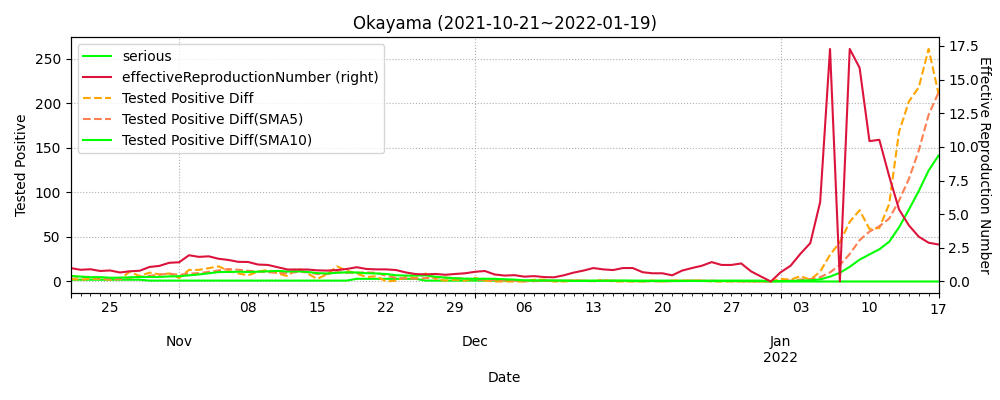 Okayama (2021-10-21~2022-01-19)
serious
effectiveReproductionNumber (right)
Tested Positive Diff
Tested Positive Diff(SMA5)
Tested Positive Diff(SMA10)
Tested Positive
250
200
150
100
50
0
17.5
15.0
12.5
10.0
7.5
5.0
2.5
0.0
Effective Reproduction Number
25 08 15 22 29 06 13 20 27 03 10 17
Nov Dec Jan
2022
Date